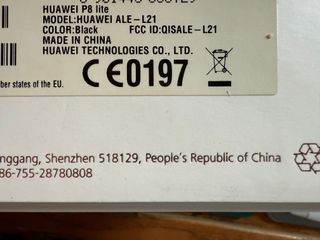 HUAWEI P8 lite
MODEL:HUAWEI ALE-L21
COLOR:Black FCC ID:QISALE-L21
MADE IN CHINA
HUAWEI TECHNOLOGIES CO., LTD.
CE0197
ber states of the EU.
nggang, Shenzhen 518129, People's Republic of China
86-755-28780808